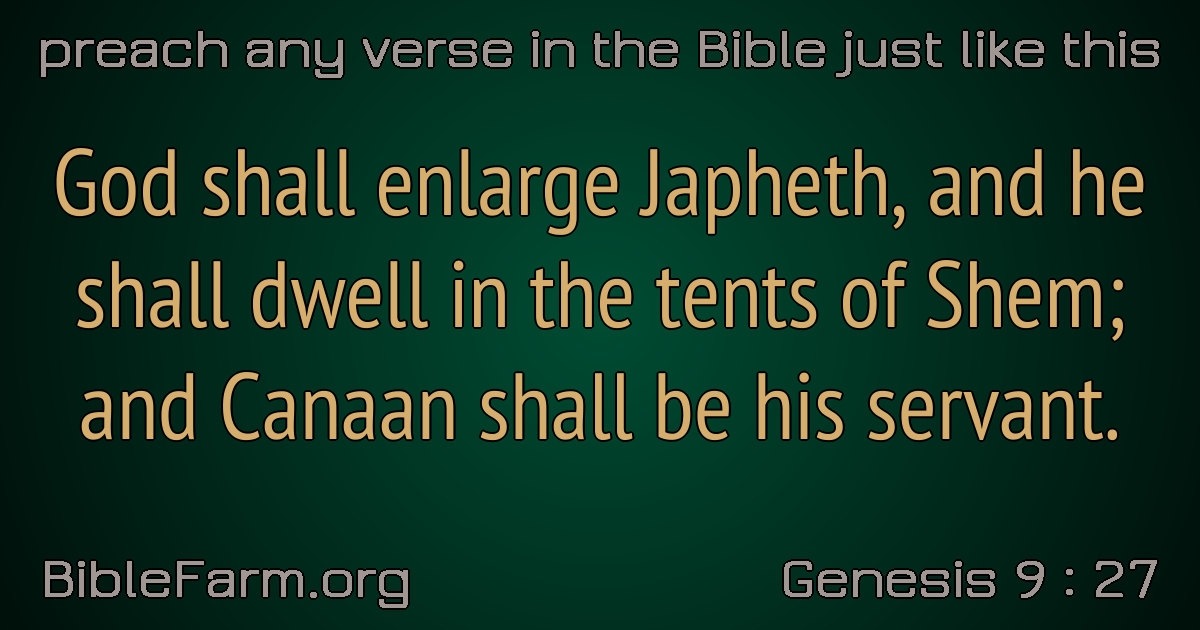 preach any verse in the Bible just like this
God shall enlarge Japheth, and he
shall dwell in the tents of Shem;
and Canaan shall be his servant.
BibleFarm.org
Genesis 9 : 27